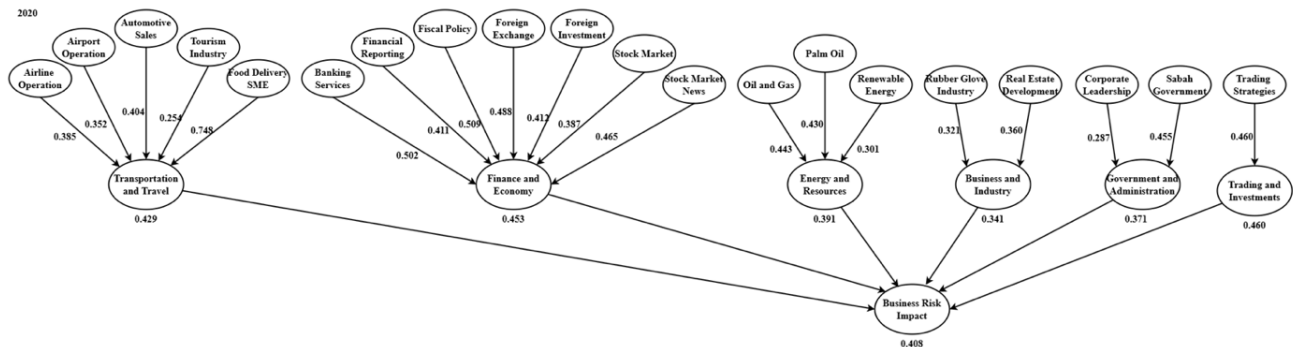 2020
Airline
Operation
Airport
Operation
Automotive
Sales
Tourism
Industry
Food Delivery
SME
0.385
0.352
0.404
0.254
0.748
Transportation
and Travel
0.429
Banking
Services
Financial
Reporting
Fiscal Policy
Foreign
Exchange
Foreign
Investment
Stock Market
Stock Market
News
0.502
0.411
0.509
0.488
0.412
0.387
0.465
Finance and
Economy
0.453
Oil and Gas
Palm Oil
Renewable
Energy
0.443
0.430
0.301
Energy and
Resources
0.391
Rubber Glove
Industry
Real Estate
Development
0.321
0.360
Business and
Industry
0.341
Corporate
Leadership
Sabah
Government
0.287
0.455
Government and
Administration
0.371
Trading
Strategies
0.460
Trading and
Investments
0.460
Business Risk
Impact
0.408